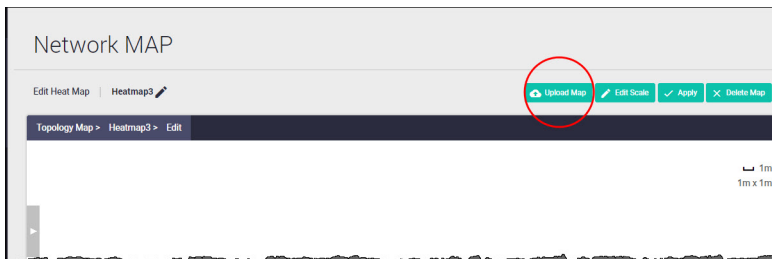 Network MAP
Edit Heat Map | Heatmap3
Upload Map Edit Scale Apply Delete Map
Topology Map > Heatmap3 > Edit
1m
1m x 1m